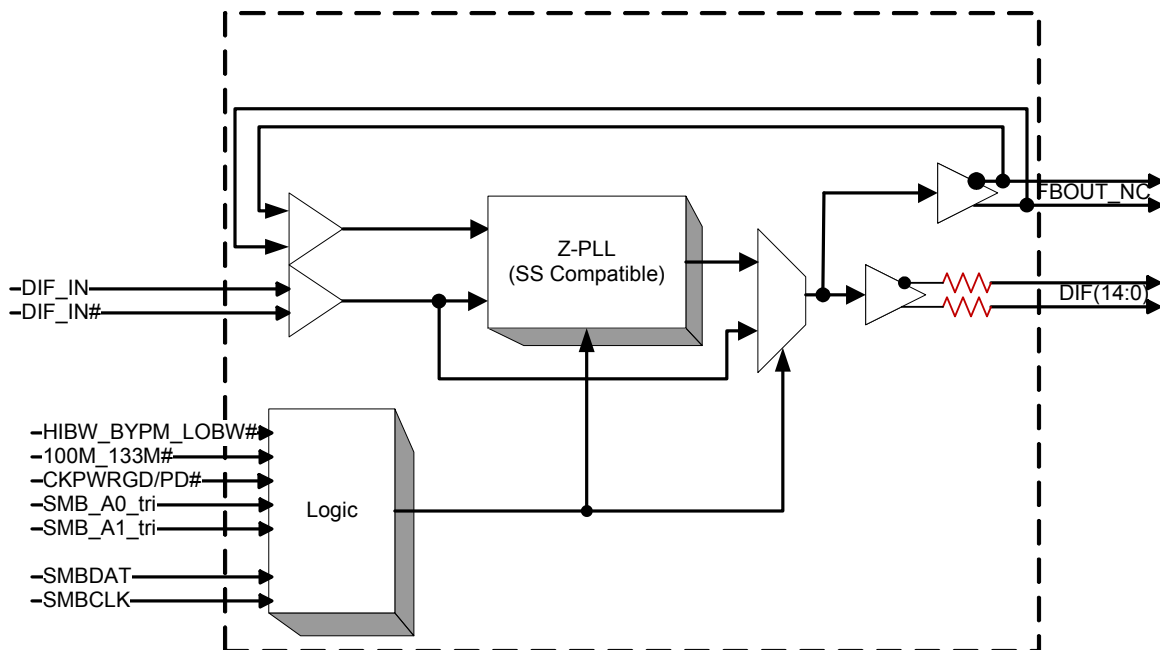 FBOUT_NC
Z-PLL
(SS Compatible)
DIF_IN
DIF_IN#
DIF(14:0)
HIBW_BYPM_LOBW#
100M_133M#
CKPWRGD/PD#
SMB_A0_tri
SMB_A1_tri
Logic
SMBDAT
SMBCLK